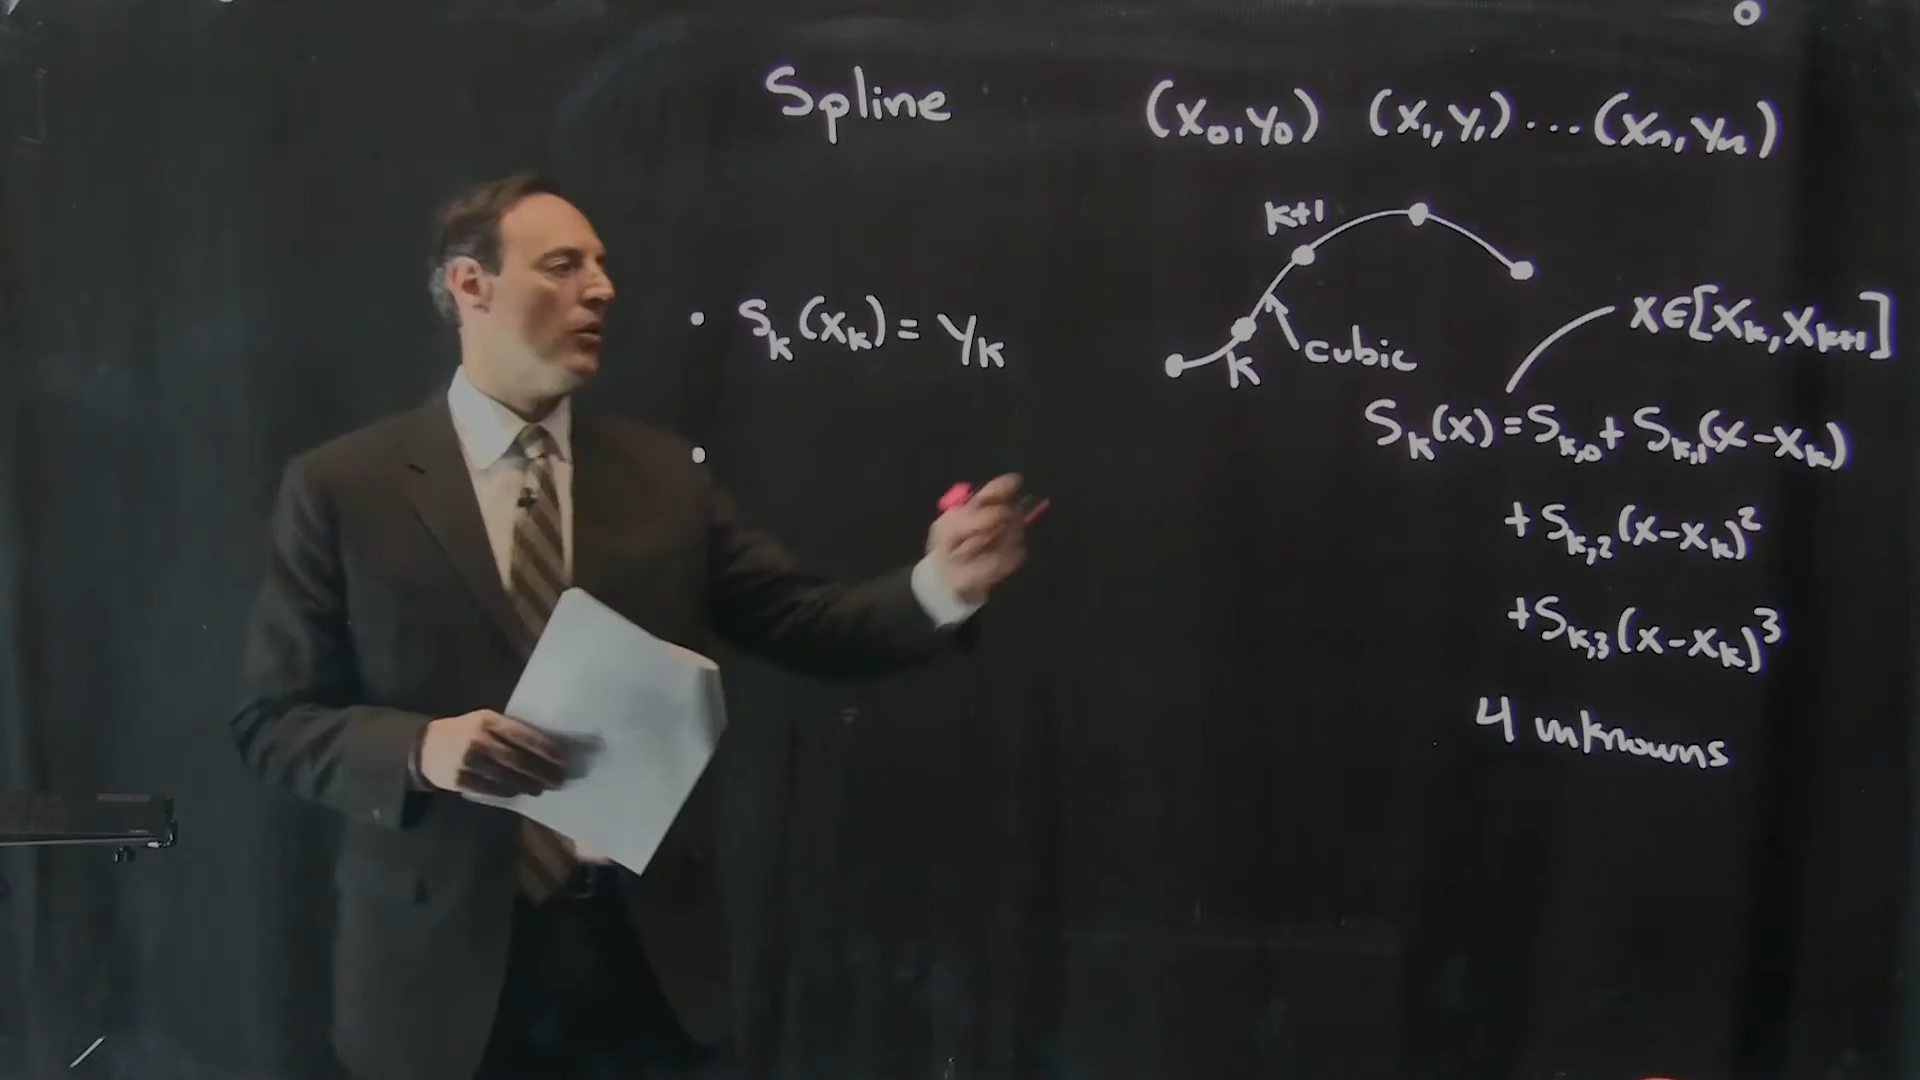 Spline
(x₀,y₀) (x₁,y₁)...(xₙ,yₙ)
k+1
• Sₖ(xₖ) = yₖ
k
cubic
x∈[xₖ,xₖ₊₁]
•
Sₖ(x) = Sₖ,₀ + Sₖ,₁(x-xₖ)
+ Sₖ,₂(x-xₖ)²
+ Sₖ,₃(x-xₖ)³
4 unknowns